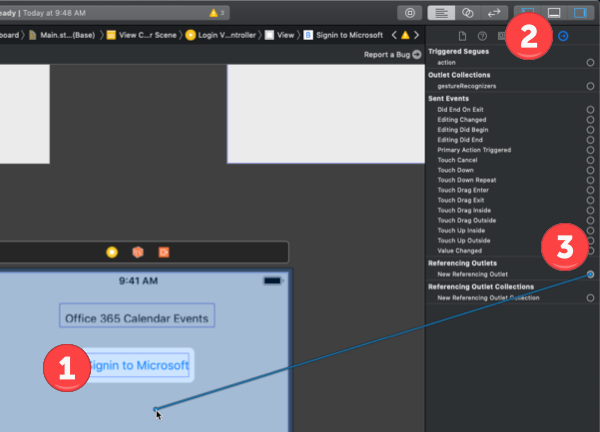 eady | Today at 9:48 AM
3
board
Main.st...(Base)
View C...r Scene
Login V...ntroller
View
B
Signin to Microsoft
2
Report a Bug
Triggered Segues
action
Outlet Collections
gestureRecognizers
Sent Events
Did End On Exit
Editing Changed
Editing Did Begin
Editing Did End
Primary Action Triggered
Touch Cancel
Touch Down
Touch Down Repeat
Touch Drag Enter
Touch Drag Exit
Touch Drag Inside
Touch Drag Outside
Touch Up Inside
Touch Up Outside
Value Changed
3
Referencing Outlets
New Referencing Outlet
Referencing Outlet Collections
New Referencing Outlet Collection
9:41 AM
Office 365 Calendar Events
1
Signin to Microsoft